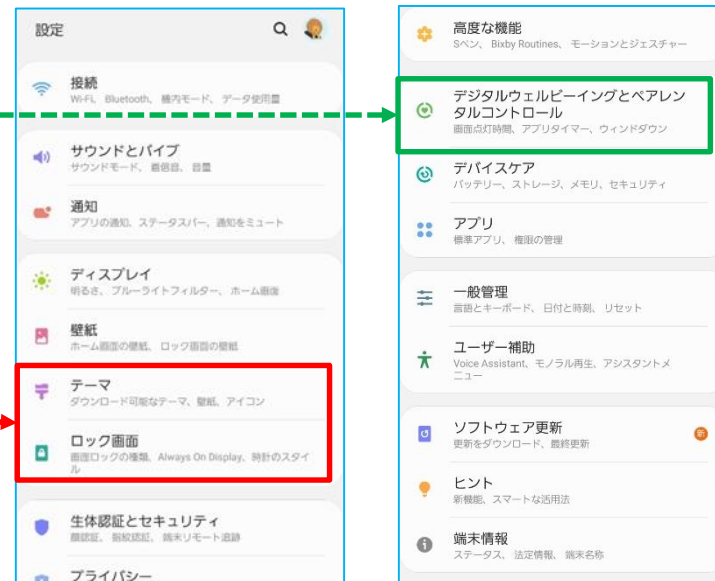 設定
接続
Wi-Fi、 Bluetooth、 機内モード、 データ使用量
サウンドとバイブ
サウンドモード、 着信音、 音量
通知
アプリの通知、 ステータスバー、 通知をミュート
ディスプレイ
明るさ、 ブルーライトフィルター、 ホーム画面
壁紙
ホーム画面の壁紙、 ロック画面の壁紙
テーマ
ダウンロード可能なテーマ、壁紙、アイコン
ロック画面
画面ロックの種類、Always On Display、時計のスタイ
ル
生体認証とセキュリティ
顔認証、 指紋認証、 端末リモート追跡
プライバシー
高度な機能
Sペン、 Bixby Routines、 モーションとジェスチャー
デジタルウェルビーイングとペアレン
タルコントロール
画面点灯時間、アプリタイマー、ウィンドダウン
デバイスケア
バッテリー、ストレージ、メモリ、セキュリティ
アプリ
標準アプリ、 権限の管理
一般管理
言語とキーボード、 日付と時刻、 リセット
ユーザー補助
Voice Assistant、モノラル再生、アシスタントメ
ニュー
ソフトウェア更新
更新をダウンロード、最終更新
新
ヒント
新機能、スマートな活用法
端末情報
ステータス、 法定情報、 端末名称